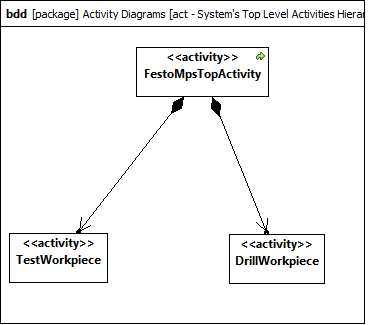 bdd [package] Activity Diagrams [act - System's Top Level Activities Hierar
<<activity>>
FestoMpsTopActivity
<<activity>>
TestWorkpiece
<<activity>>
DrillWorkpiece